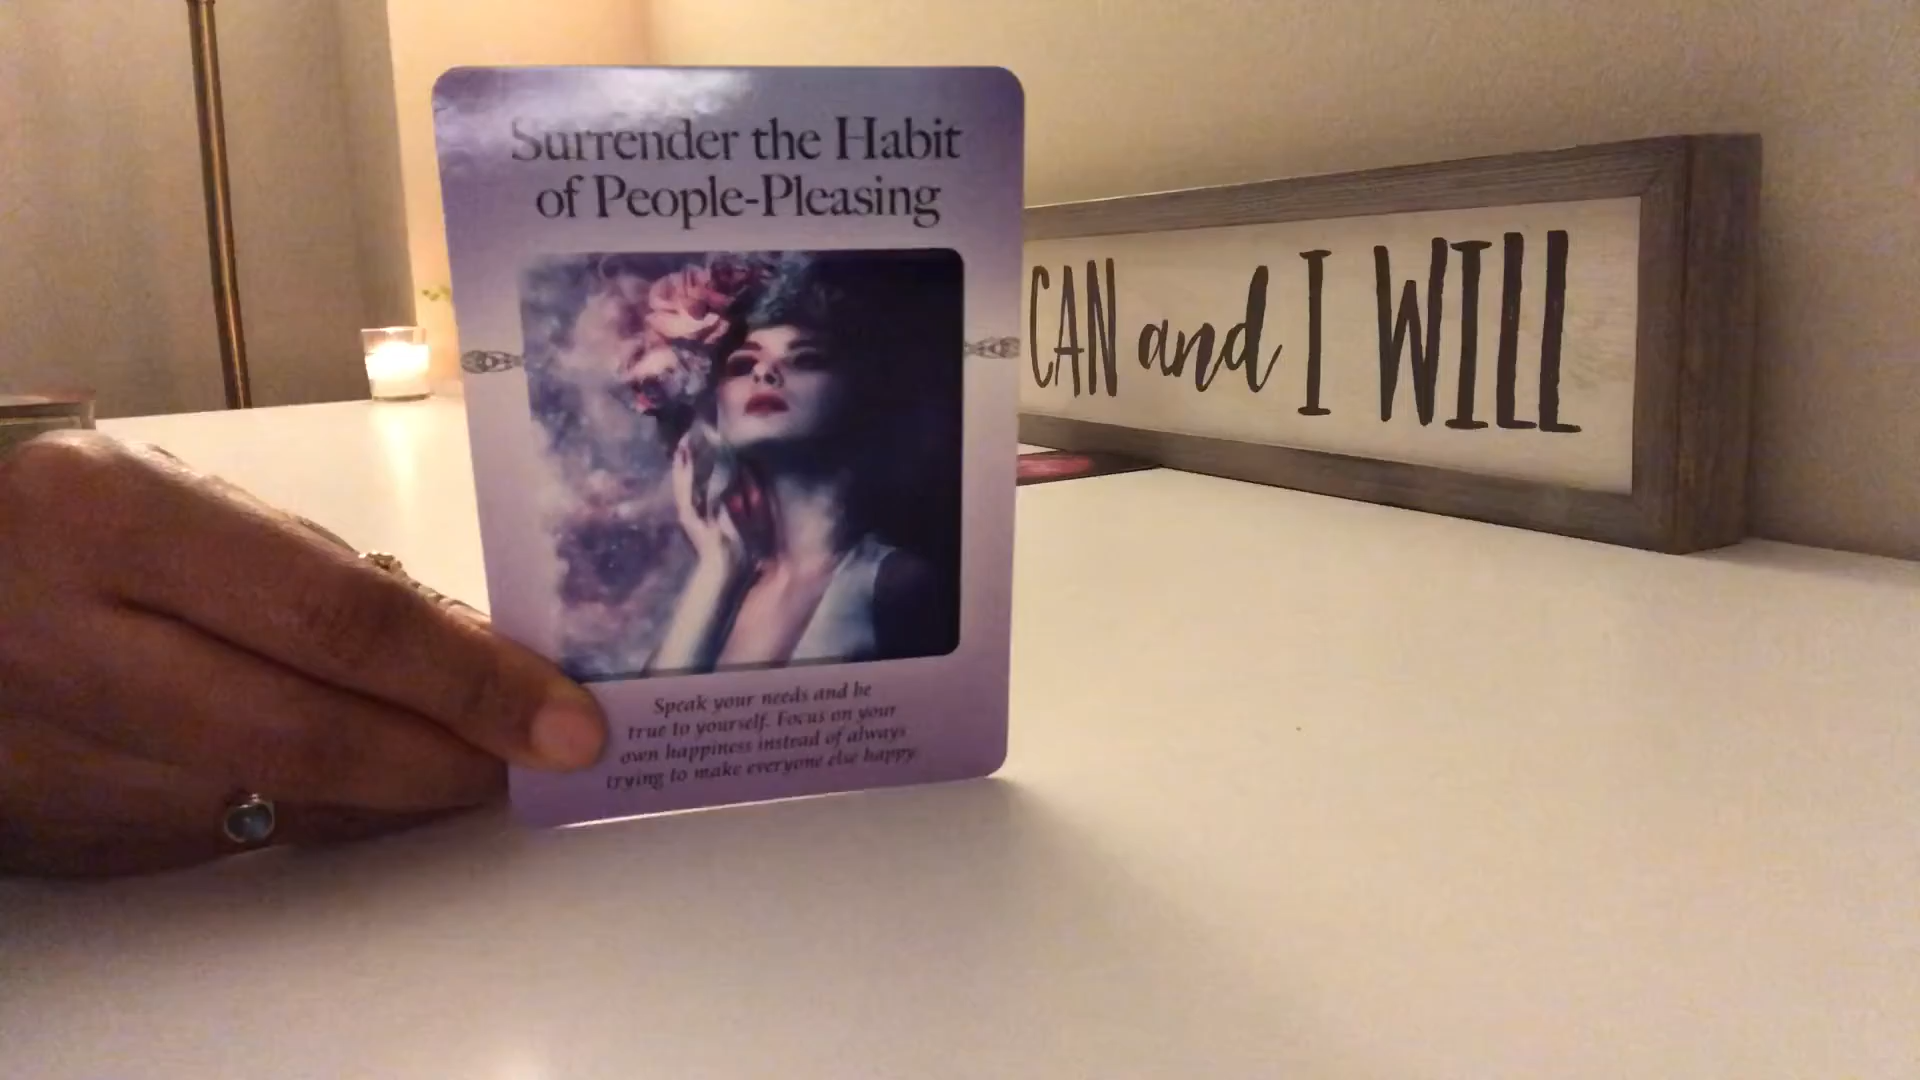 Surrender the Habit
of People-Pleasing
Speak your needs and be
true to yourself. Focus on your
own happiness instead of always
trying to make everyone else happy.
CAN and I WILL